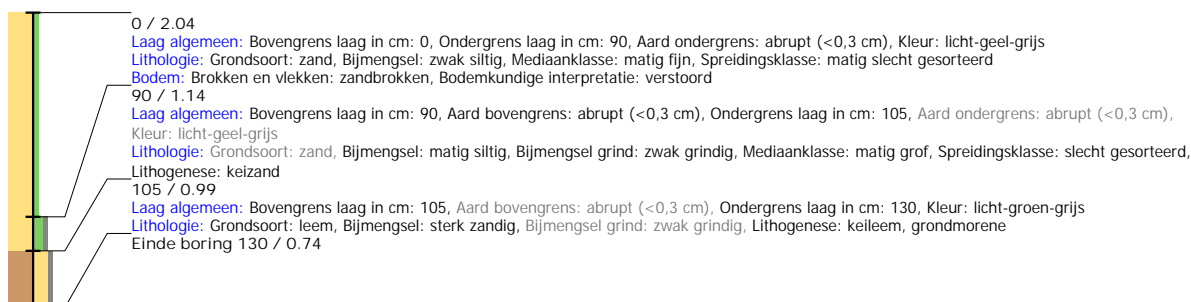 0 / 2.04
Laag algemeen: Bovengrens laag in cm: 0, Ondergrens laag in cm: 90, Aard ondergrens: abrupt (<0,3 cm), Kleur: licht-geel-grijs
Lithologie: Grondsoort: zand, Bijmengsel: zwak siltig, Mediaanklasse: matig fijn, Spreidingsklasse: matig slecht gesorteerd
Bodem: Brokken en vlekken: zandbrokken, Bodemkundige interpretatie: verstoord
90 / 1.14
Laag algemeen: Bovengrens laag in cm: 90, Aard bovengrens: abrupt (<0,3 cm), Ondergrens laag in cm: 105, Aard ondergrens: abrupt (<0,3 cm),
Kleur: licht-geel-grijs
Lithologie: Grondsoort: zand, Bijmengsel: matig siltig, Bijmengsel grind: zwak grindig, Mediaanklasse: matig grof, Spreidingsklasse: slecht gesorteerd,
Lithogenese: keizand
105 / 0.99
Laag algemeen: Bovengrens laag in cm: 105, Aard bovengrens: abrupt (<0,3 cm), Ondergrens laag in cm: 130, Kleur: licht-groen-grijs
Lithologie: Grondsoort: leem, Bijmengsel: sterk zandig, Bijmengsel grind: zwak grindig, Lithogenese: keileem, grondmorene
Einde boring 130 / 0.74